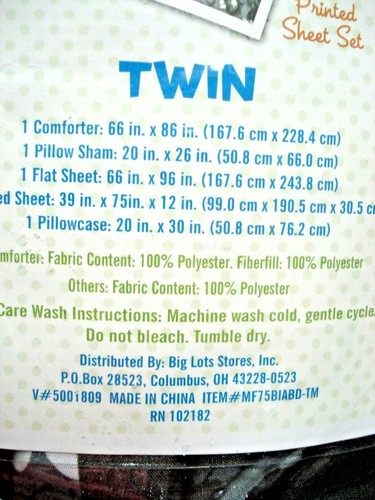 Printed
Sheet Set
TWIN
1 Comforter: 66 in. x 86 in. (167.6 cm x 228.4 cm)
1 Pillow Sham: 20 in. x 26 in. (50.8 cm x 66.0 cm)
1 Flat Sheet: 66 in. x 96 in. (167.6 cm x 243.8 cm)
ed Sheet: 39 in. x 75in. x 12 in. (99.0 cm x 190.5 cm x 30.5 c
1 Pillowcase: 20 in. x 30 in. (50.8 cm x 76.2 cm)
mforter: Fabric Content: 100% Polyester. Fiberfill: 100% Polyester
Others: Fabric Content: 100% Polyester
Care Wash Instructions: Machine wash cold, gentle cycle.
Do not bleach. Tumble dry.
Distributed By: Big Lots Stores, Inc.
P.O.Box 28523, Columbus, OH 43228-0523
V#5001809 MADE IN CHINA ITEM#MF75BIABD-TM
RN 102182